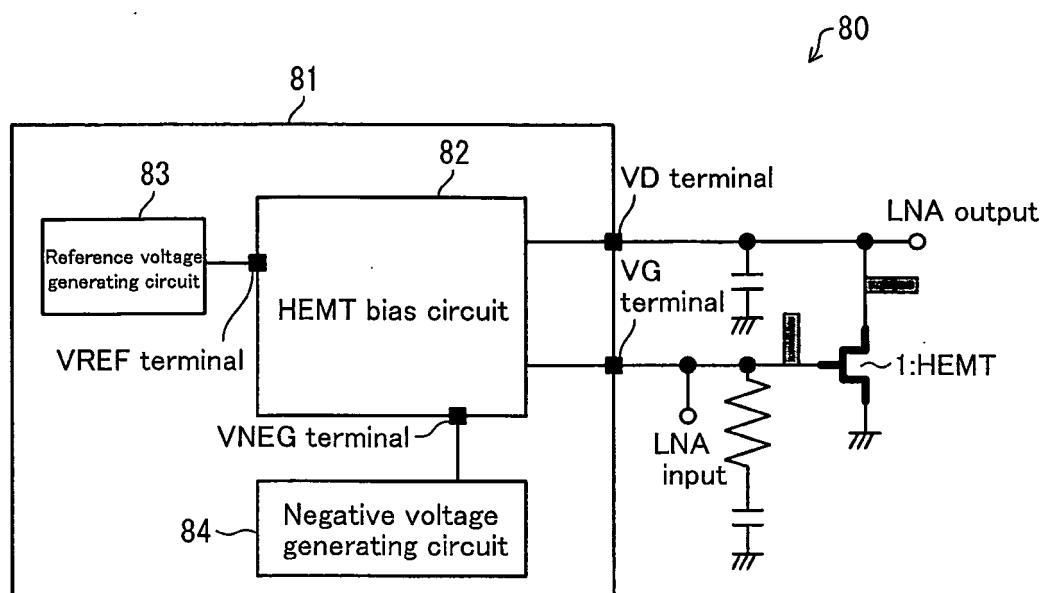 80
81
82
83
VD terminal
LNA output
Reference voltage
generating circuit
VG
terminal
HEMT bias circuit
VREF terminal
1:HEMT
VNEG terminal
LNA
input
84
Negative voltage
generating circuit